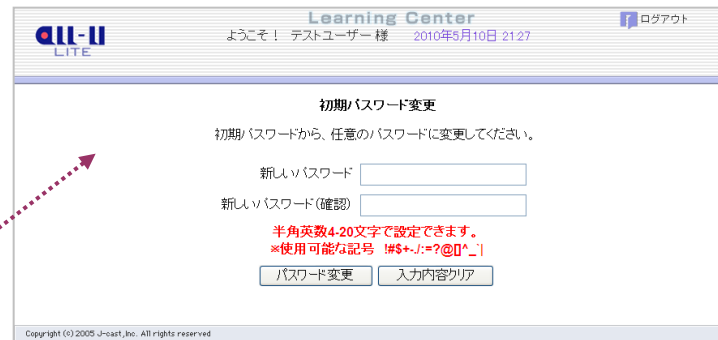 aLL-U
LITE
Learning Center
ようこそ！ テストユーザー 様 2010年5月10日 21:27
ログアウト
初期パスワード変更
初期パスワードから、任意のパスワードに変更してください。
新しいパスワード
新しいパスワード(確認)
半角英数4-20文字で設定できます。
※使用可能な記号 !#$+-./:=?@[]^_`|
パスワード変更 入力内容クリア
Copyright (c) 2005 J-cast,Inc. All rights reserved